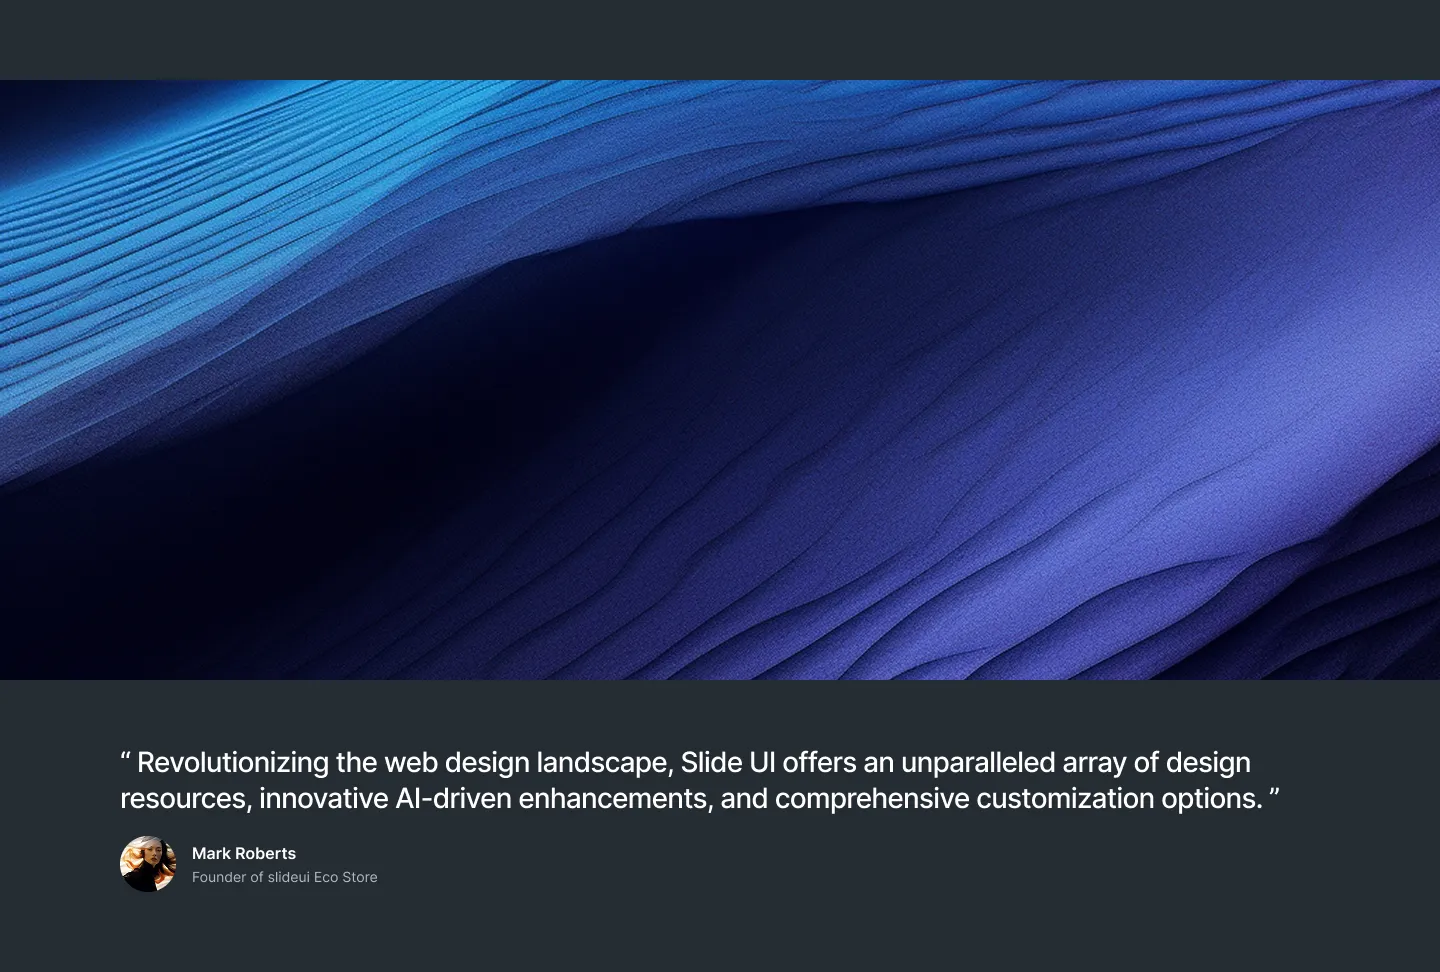 “ Revolutionizing the web design landscape, Slide UI offers an unparalleled array of design
resources, innovative AI-driven enhancements, and comprehensive customization options. ”
Mark Roberts
Founder of slideui Eco Store